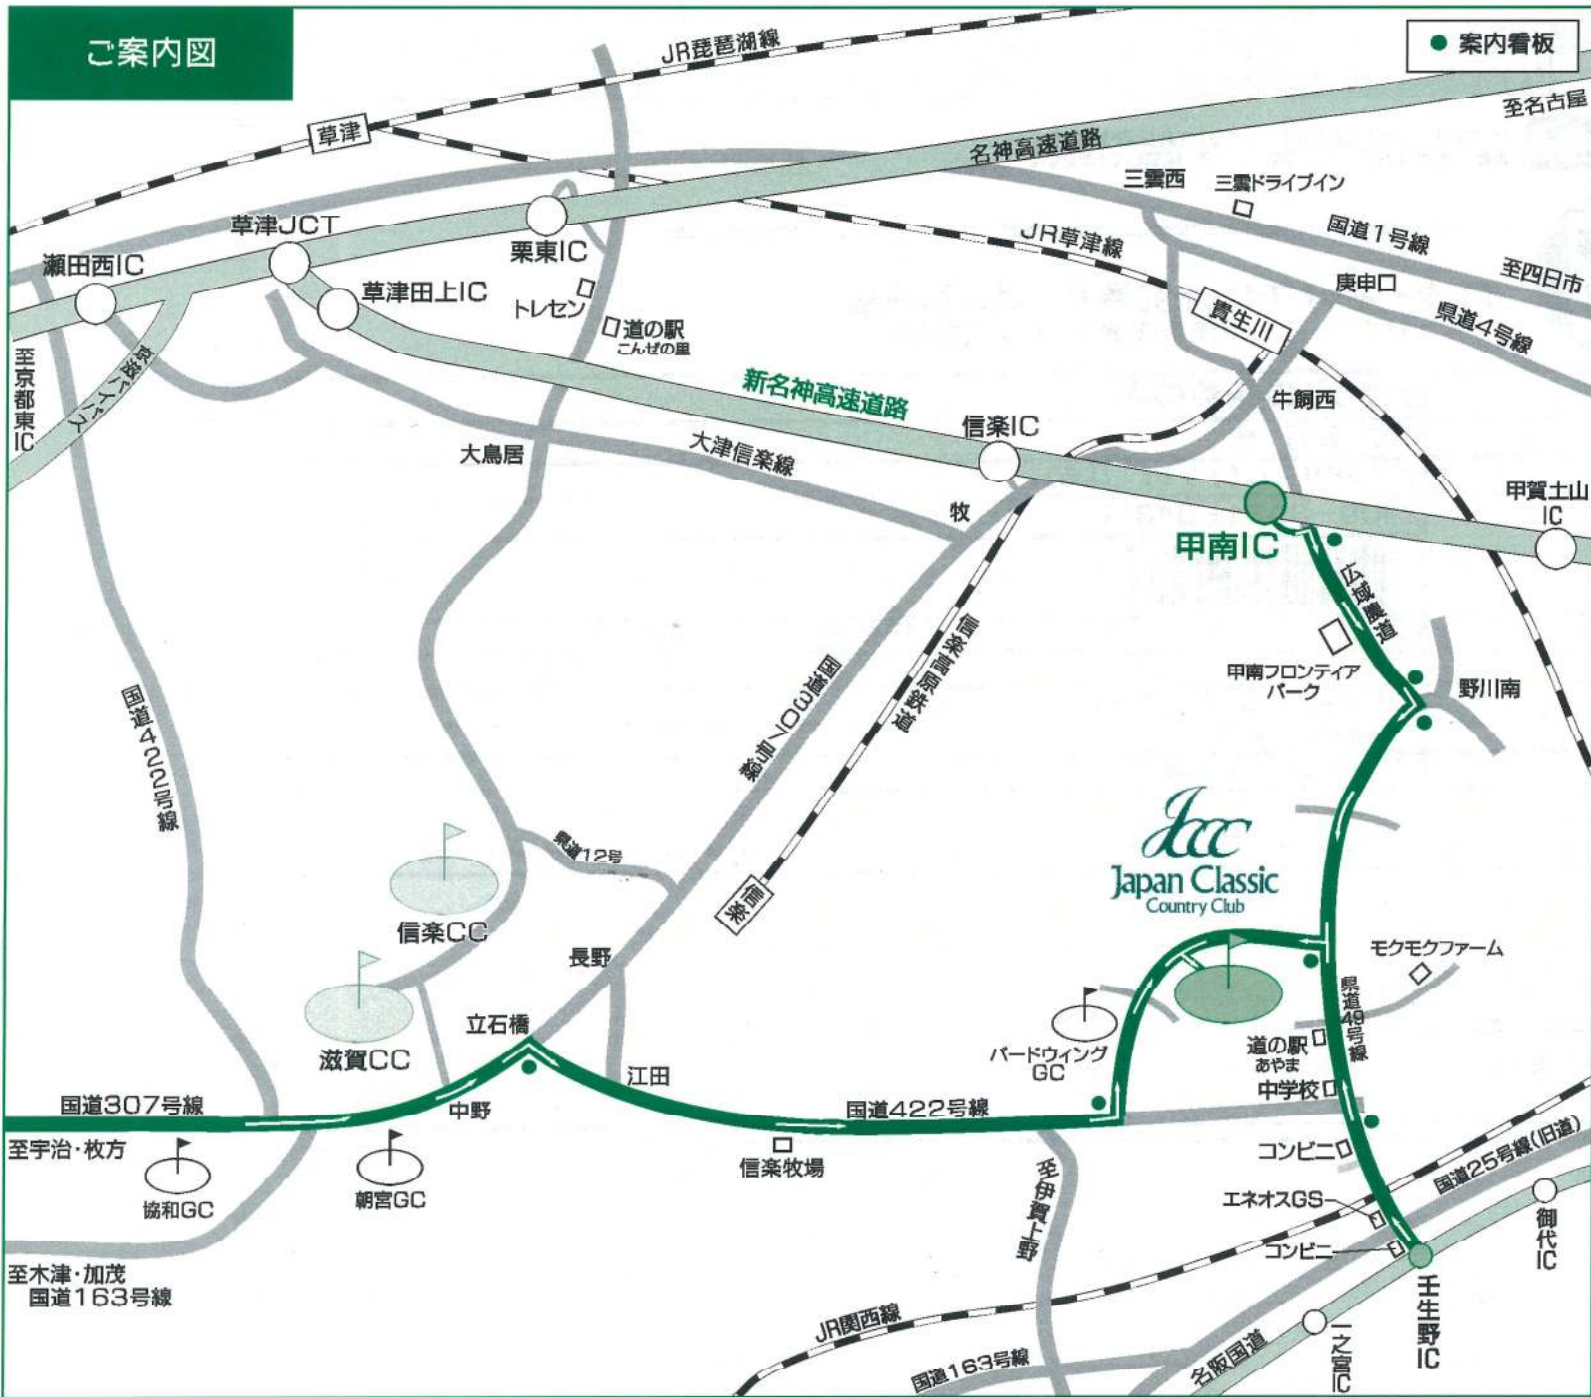 ご案内図
● 案内看板
JR琵琶湖線
至名古屋
草津
名神高速道路
三雲西
三雲ドライブイン
草津JCT
栗東IC
JR草津線
国道1号線
至四日市
瀬田西IC
草津田上IC
トレセン
道の駅
こんぜの里
庚申口
貴生川
県道4号線
至京都東IC
京滋バイパス
新名神高速道路
牛飼西
信楽IC
大鳥居
大津信楽線
牧
甲賀土山
IC
甲南IC
広域農道
信楽高原鉄道
国道307号線
甲南フロンティア
パーク
野川南
国道422号線
JCCC
Japan Classic
Country Club
県道12号
信楽
信楽CC
長野
モクモクファーム
県道49号線
立石橋
滋賀CC
バードウィング
GC
道の駅
あやま
江田
中学校
国道307号線
中野
国道422号線
至宇治・枚方
信楽牧場
コンビニ
国道25号線(旧道)
協和GC
朝宮GC
至伊賀上野
エネオスGS
コンビニ
御代IC
至木津・加茂
国道163号線
壬生野IC
JR関西線
国道163号線
名阪国道
一之宮IC